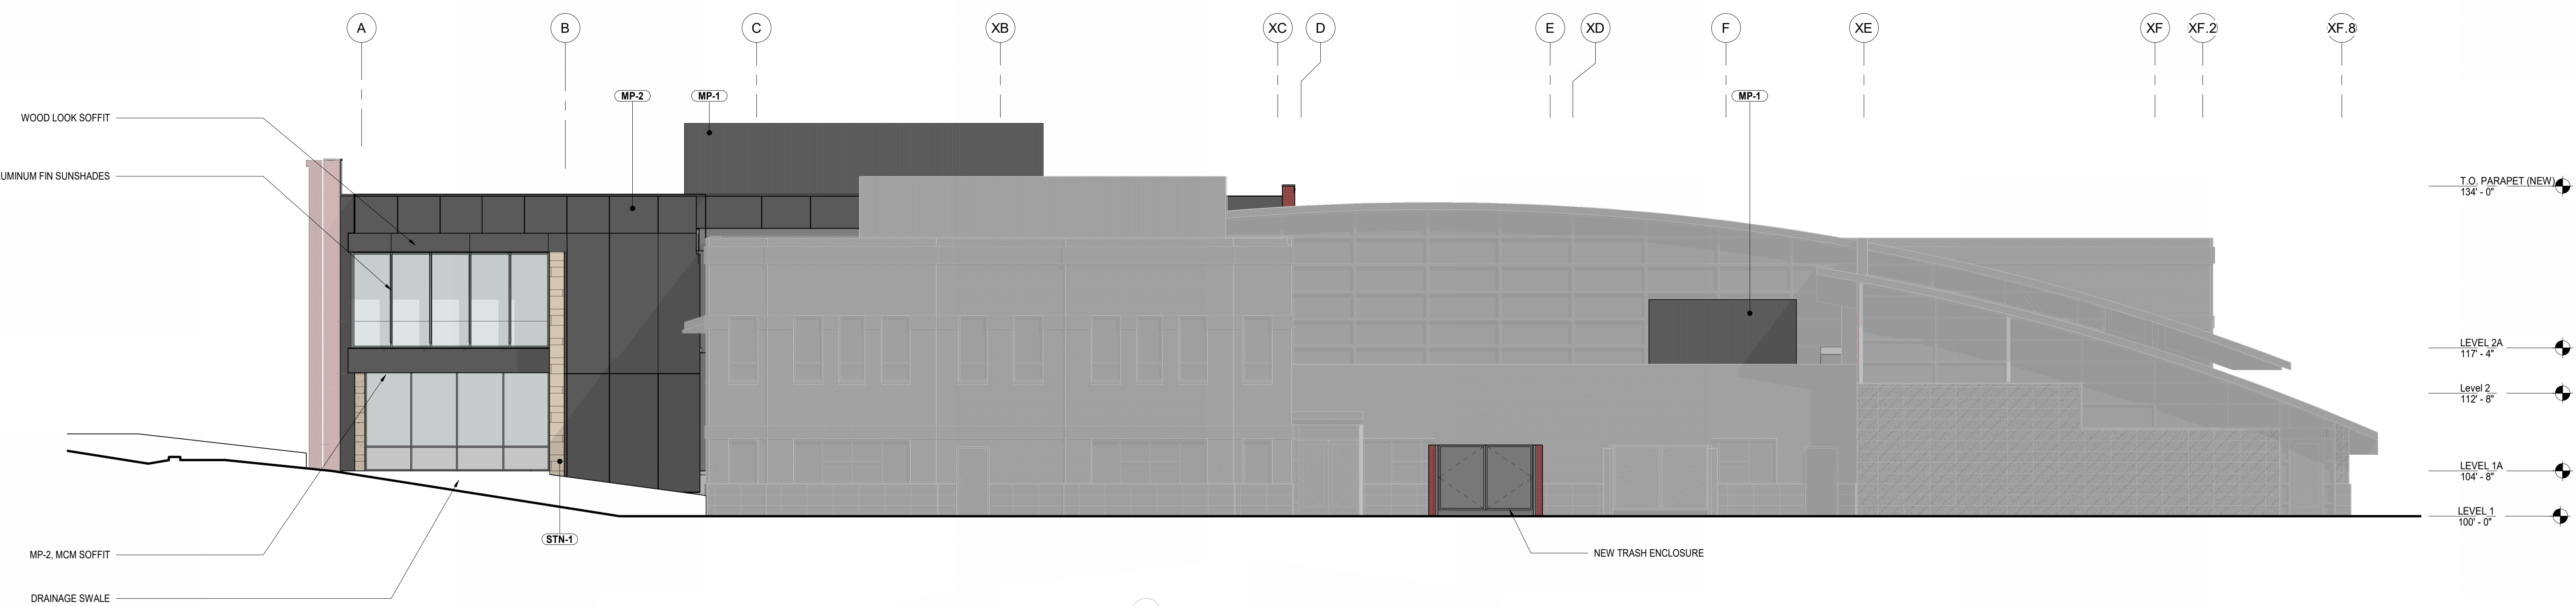 A
B
C
XB
XC
D
E
XD
F
XE
XF
XF.2
XF.8
MP-2
MP-1
MP-1
WOOD LOOK SOFFIT
UMINUM FIN SUNSHADES
T.O. PARAPET (NEW)
134' - 0"
LEVEL 2A
117' - 4"
Level 2
112' - 8"
LEVEL 1A
104' - 8"
LEVEL 1
100' - 0"
STN-1
MP-2, MCM SOFFIT
NEW TRASH ENCLOSURE
DRAINAGE SWALE